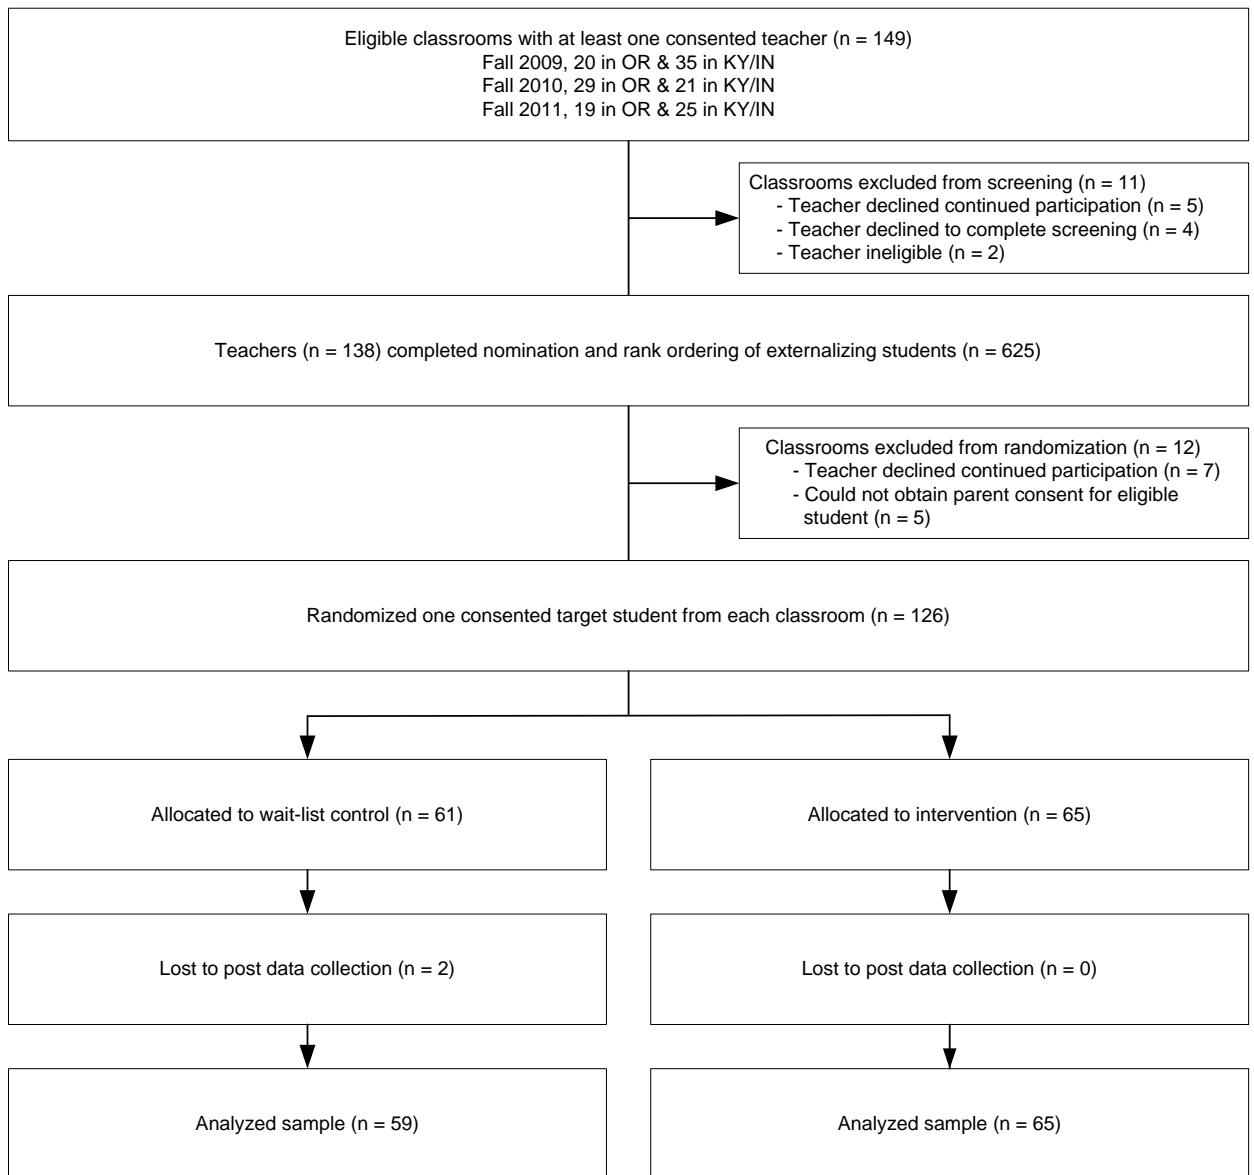 Eligible classrooms with at least one consented teacher (n = 149)
Fall 2009, 20 in OR & 35 in KY/IN
Fall 2010, 29 in OR & 21 in KY/IN
Fall 2011, 19 in OR & 25 in KY/IN
Classrooms excluded from screening (n = 11)
- Teacher declined continued participation (n = 5)
- Teacher declined to complete screening (n = 4)
- Teacher ineligible (n = 2)
Teachers (n = 138) completed nomination and rank ordering of externalizing students (n = 625)
Classrooms excluded from randomization (n = 12)
- Teacher declined continued participation (n = 7)
- Could not obtain parent consent for eligible
student (n = 5)
Randomized one consented target student from each classroom (n = 126)
Allocated to wait-list control (n = 61)
Allocated to intervention (n = 65)
Lost to post data collection (n = 2)
Lost to post data collection (n = 0)
Analyzed sample (n = 59)
Analyzed sample (n = 65)